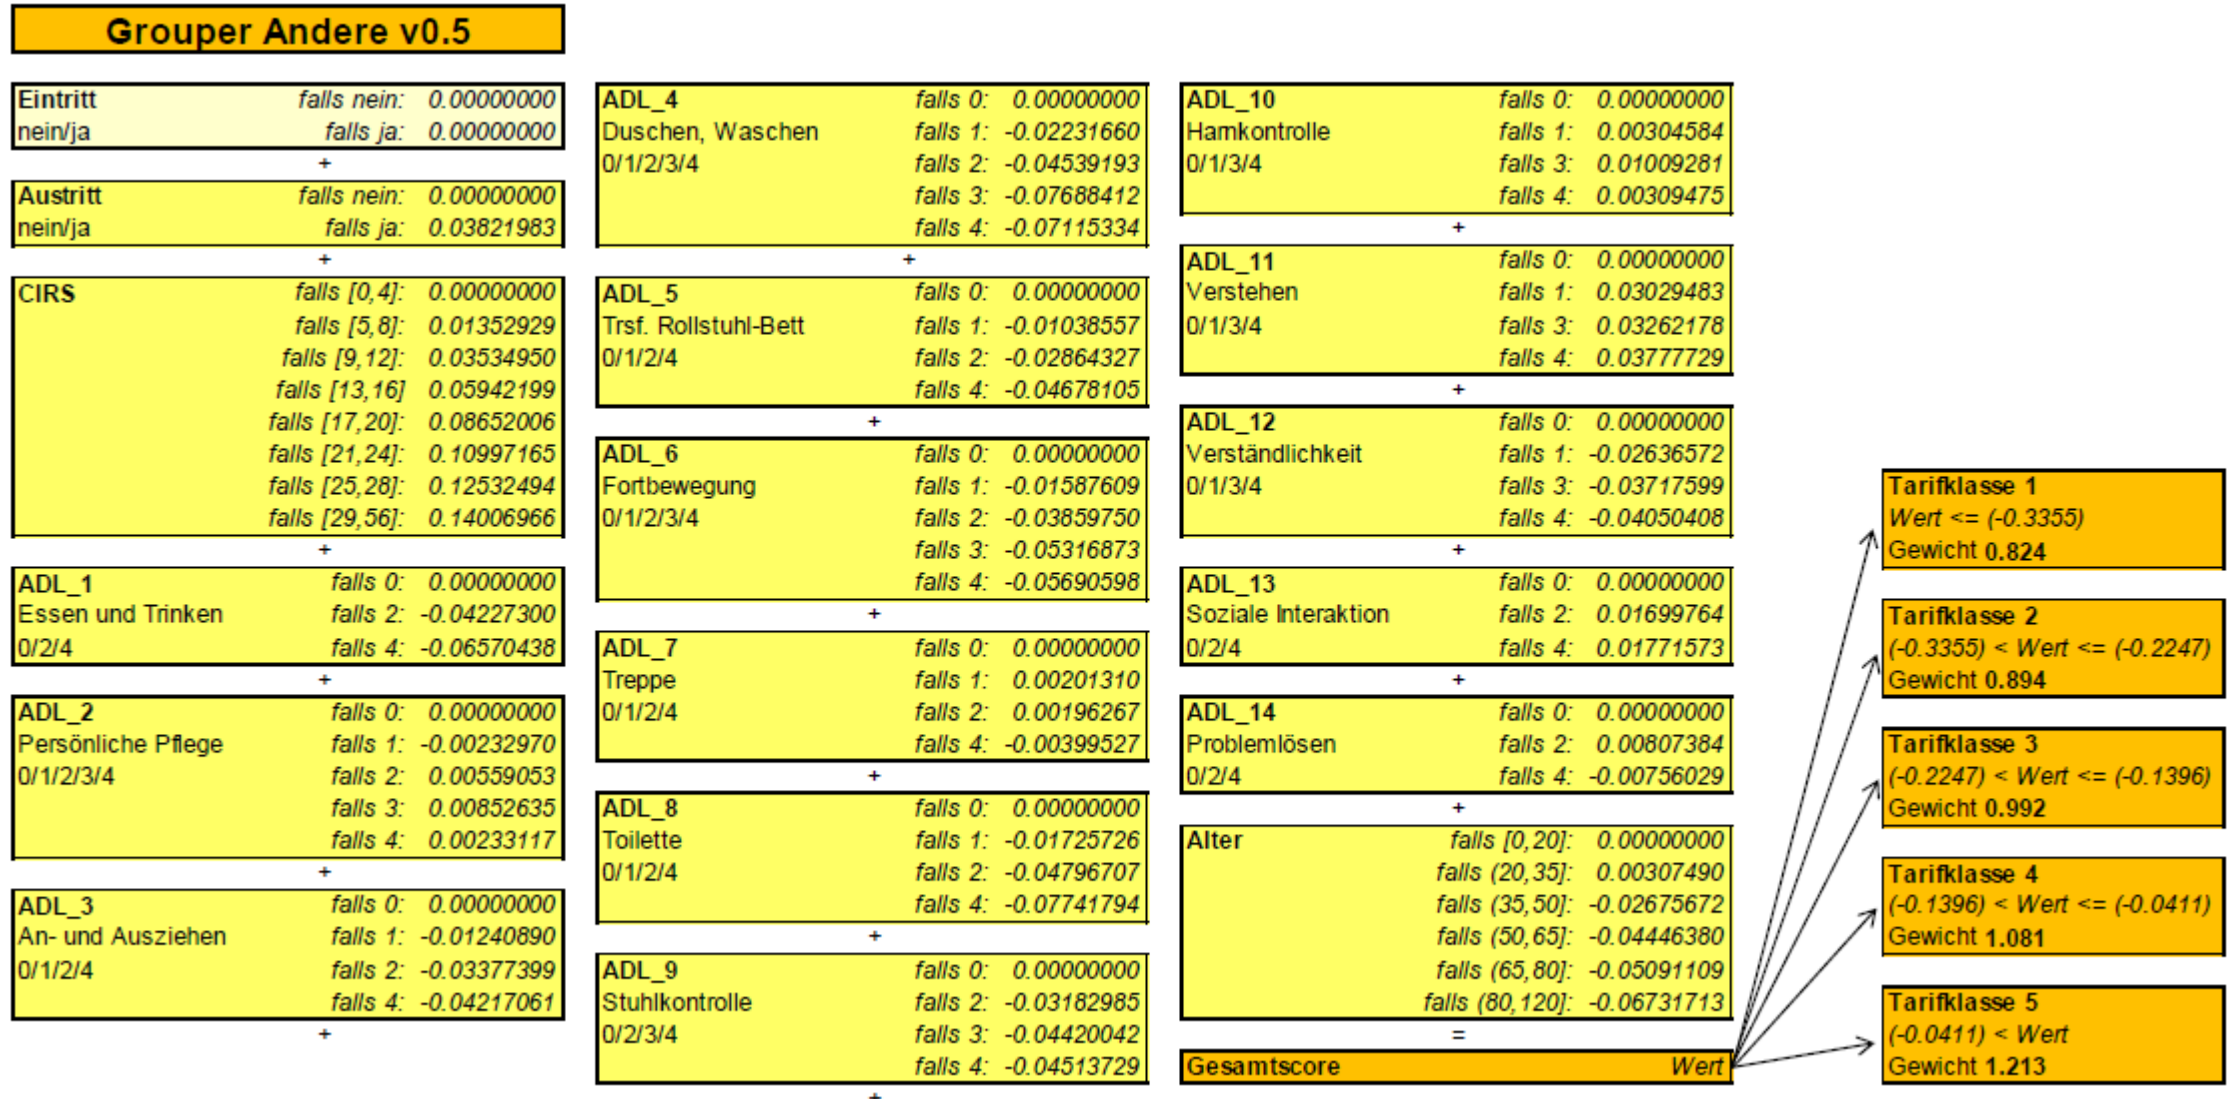 Grouper Andere v0.5
Eintritt falls nein: 0.00000000
nein/ja falls ja: 0.00000000
+
Austritt falls nein: 0.00000000
nein/ja falls ja: 0.03821983
+
CIRS falls [0,4]: 0.00000000
falls [5,8]: 0.01352929
falls [9,12]: 0.03534950
falls [13,16] 0.05942199
falls [17,20]: 0.08652006
falls [21,24]: 0.10997165
falls [25,28]: 0.12532494
falls [29,56]: 0.14006966
+
ADL_1 falls 0: 0.00000000
Essen und Trinken falls 2: -0.04227300
0/2/4 falls 4: -0.06570438
+
ADL_2 falls 0: 0.00000000
Persönliche Pflege falls 1: -0.00232970
0/1/2/3/4 falls 2: 0.00559053
falls 3: 0.00852635
falls 4: 0.00233117
+
ADL_3 falls 0: 0.00000000
An- und Ausziehen falls 1: -0.01240890
0/1/2/4 falls 2: -0.03377399
falls 4: -0.04217061
+
ADL_4 falls 0: 0.00000000
Duschen, Waschen falls 1: -0.02231660
0/1/2/3/4 falls 2: -0.04539193
falls 3: -0.07688412
falls 4: -0.07115334
+
ADL_5 falls 0: 0.00000000
Trsf. Rollstuhl-Bett falls 1: -0.01038557
0/1/2/4 falls 2: -0.02864327
falls 4: -0.04678105
+
ADL_6 falls 0: 0.00000000
Fortbewegung falls 1: -0.01587609
0/1/2/3/4 falls 2: -0.03859750
falls 3: -0.05316873
falls 4: -0.05690598
+
ADL_7 falls 0: 0.00000000
Treppe falls 1: 0.00201310
0/1/2/4 falls 2: 0.00196267
falls 4: -0.00399527
+
ADL_8 falls 0: 0.00000000
Toilette falls 1: -0.01725726
0/1/2/4 falls 2: -0.04796707
falls 4: -0.07741794
+
ADL_9 falls 0: 0.00000000
Stuhlkontrolle falls 2: -0.03182985
0/2/3/4 falls 3: -0.04420042
falls 4: -0.04513729
+
ADL_10 falls 0: 0.00000000
Harnkontrolle falls 1: 0.00304584
0/1/3/4 falls 3: 0.01009281
falls 4: 0.00309475
+
ADL_11 falls 0: 0.00000000
Verstehen falls 1: 0.03029483
0/1/3/4 falls 3: 0.03262178
falls 4: 0.03777729
+
ADL_12 falls 0: 0.00000000
Verständlichkeit falls 1: -0.02636572
0/1/3/4 falls 3: -0.03717599
falls 4: -0.04050408
+
ADL_13 falls 0: 0.00000000
Soziale Interaktion falls 2: 0.01699764
0/2/4 falls 4: 0.01771573
+
ADL_14 falls 0: 0.00000000
Problemlösen falls 2: 0.00807384
0/2/4 falls 4: -0.00756029
+
Alter falls [0,20]: 0.00000000
falls (20,35]: 0.00307490
falls (35,50]: -0.02675672
falls (50,65]: -0.04446380
falls (65,80]: -0.05091109
falls (80,120]: -0.06731713
=
Gesamtscore Wert
Tarifklasse 1
Wert <= (-0.3355)
Gewicht 0.824
Tarifklasse 2
(-0.3355) < Wert <= (-0.2247)
Gewicht 0.894
Tarifklasse 3
(-0.2247) < Wert <= (-0.1396)
Gewicht 0.992
Tarifklasse 4
(-0.1396) < Wert <= (-0.0411)
Gewicht 1.081
Tarifklasse 5
(-0.0411) < Wert
Gewicht 1.213